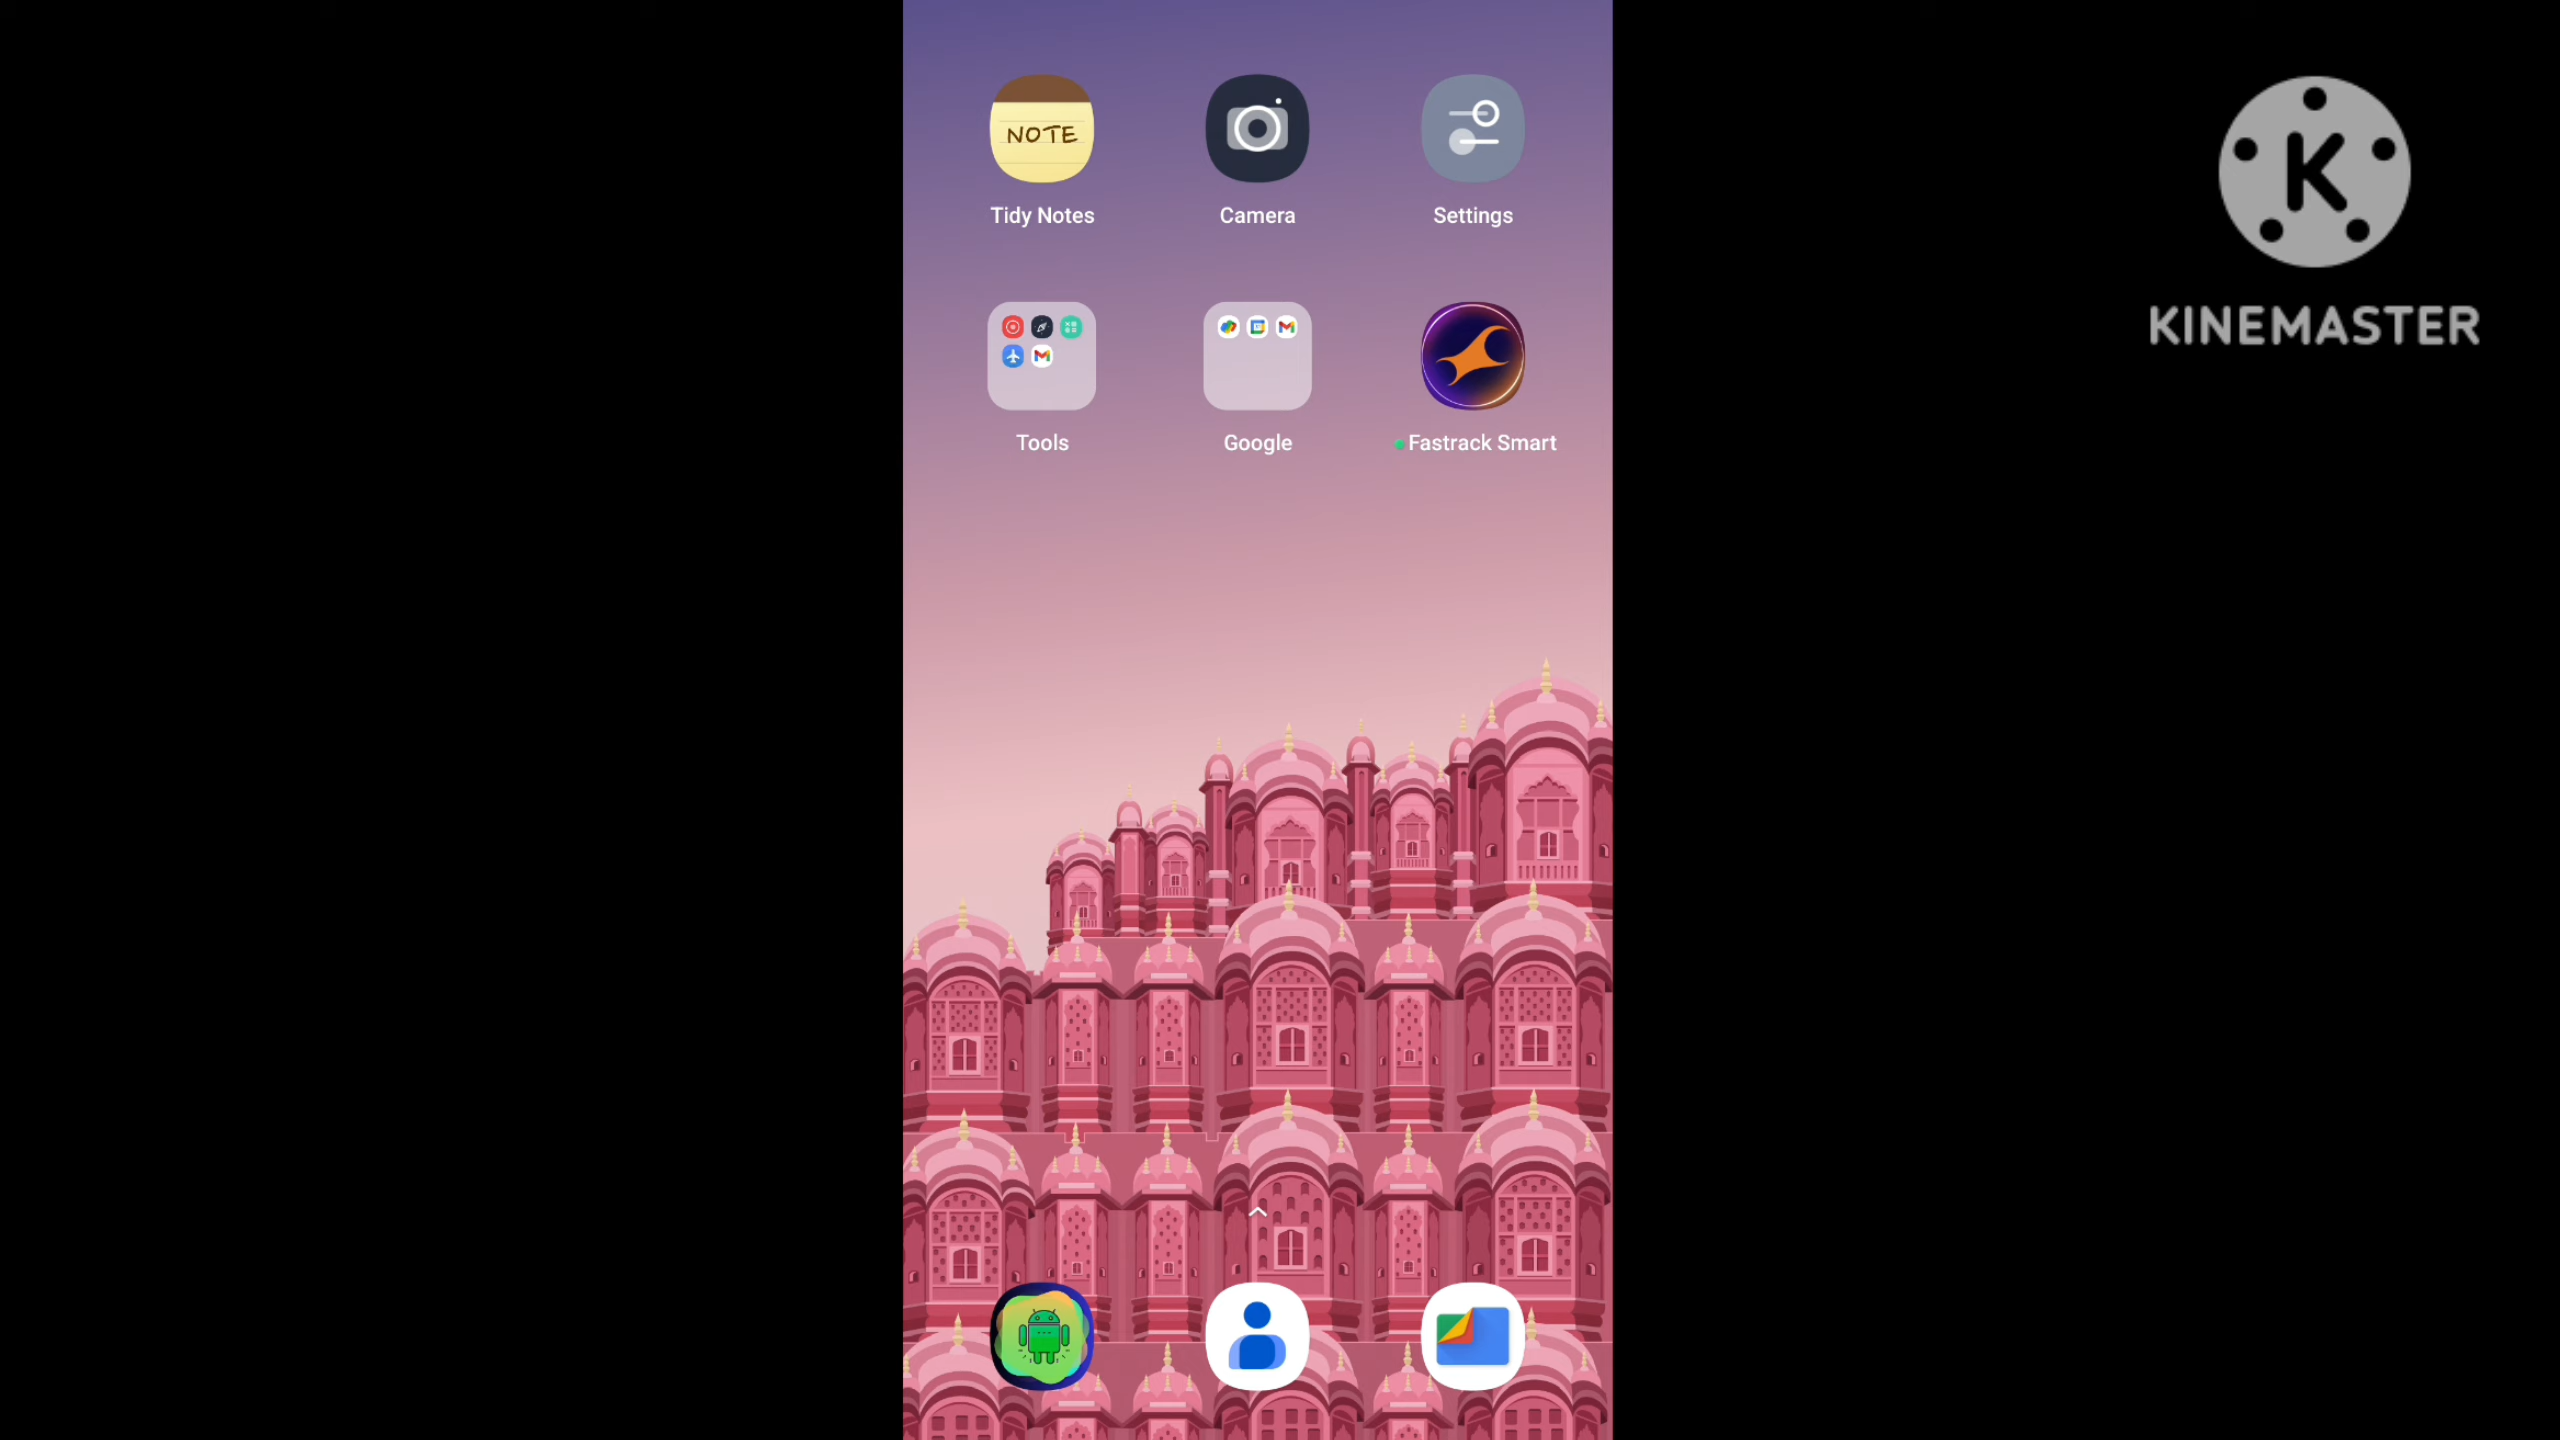 NOTE
Tidy Notes
Camera
Settings
Tools
Google
Fastrack Smart
K
KINEMASTER